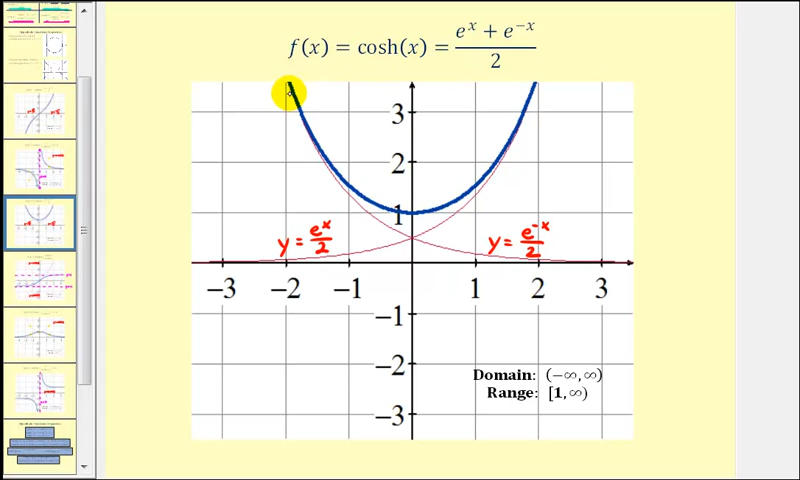 f(x) = cosh(x) = (e^x + e^{-x})/2
3
2
1
y = e^x/2
y = e^{-x}/2
−3 −2 −1 1 2 3
−1
−2
Domain: (−∞, ∞)
Range: [1, ∞)
−3